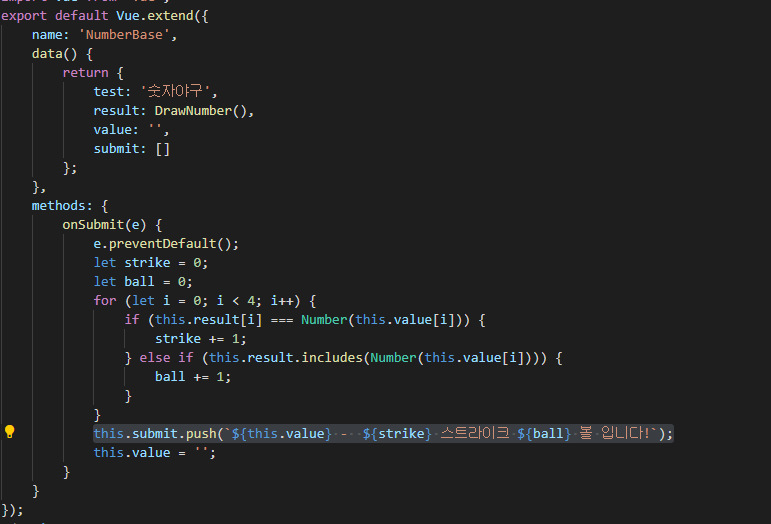 export default Vue.extend({
    name: 'NumberBase',
    data() {
        return {
            test: '숫자야구',
            result: DrawNumber(),
            value: '',
            submit: []
        };
    },
    methods: {
        onSubmit(e) {
            e.preventDefault();
            let strike = 0;
            let ball = 0;
            for (let i = 0; i < 4; i++) {
                if (this.result[i] === Number(this.value[i])) {
                    strike += 1;
                } else if (this.result.includes(Number(this.value[i]))) {
                    ball += 1;
                }
            }
            this.submit.push(`${this.value} - ${strike} 스트라이크 ${ball} 볼 입니다!`);
            this.value = '';
        }
    }
});